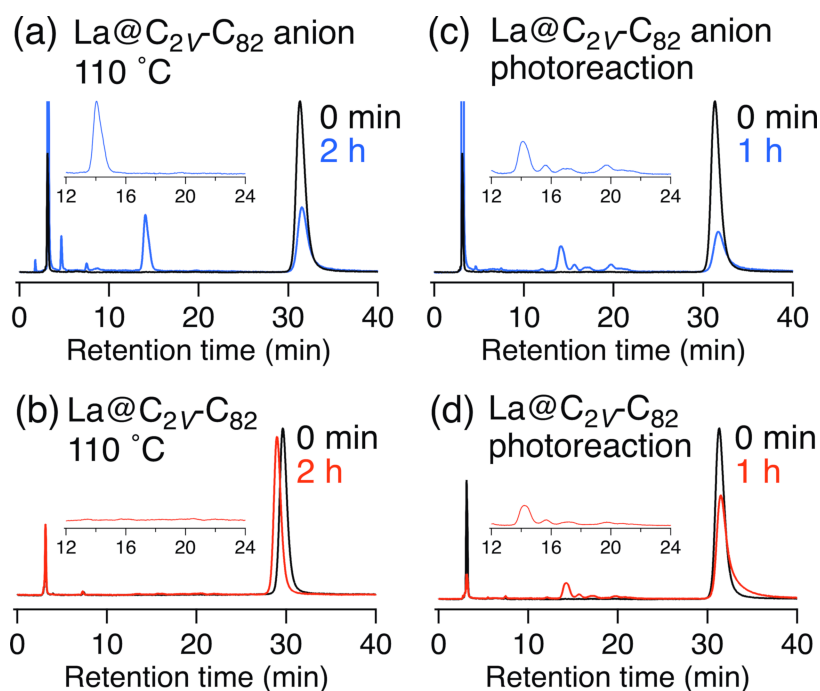 (a) La@C2V-C82 anion
110 °C
0 min
2 h
12 16 20 24
0 10 20 30 40
Retention time (min)
(c) La@C2V-C82 anion
photoreaction
0 min
1 h
12 16 20 24
0 10 20 30 40
Retention time (min)
(b) La@C2V-C82
110 °C
0 min
2 h
12 16 20 24
0 10 20 30 40
Retention time (min)
(d) La@C2V-C82
photoreaction
0 min
1 h
12 16 20 24
0 10 20 30 40
Retention time (min)